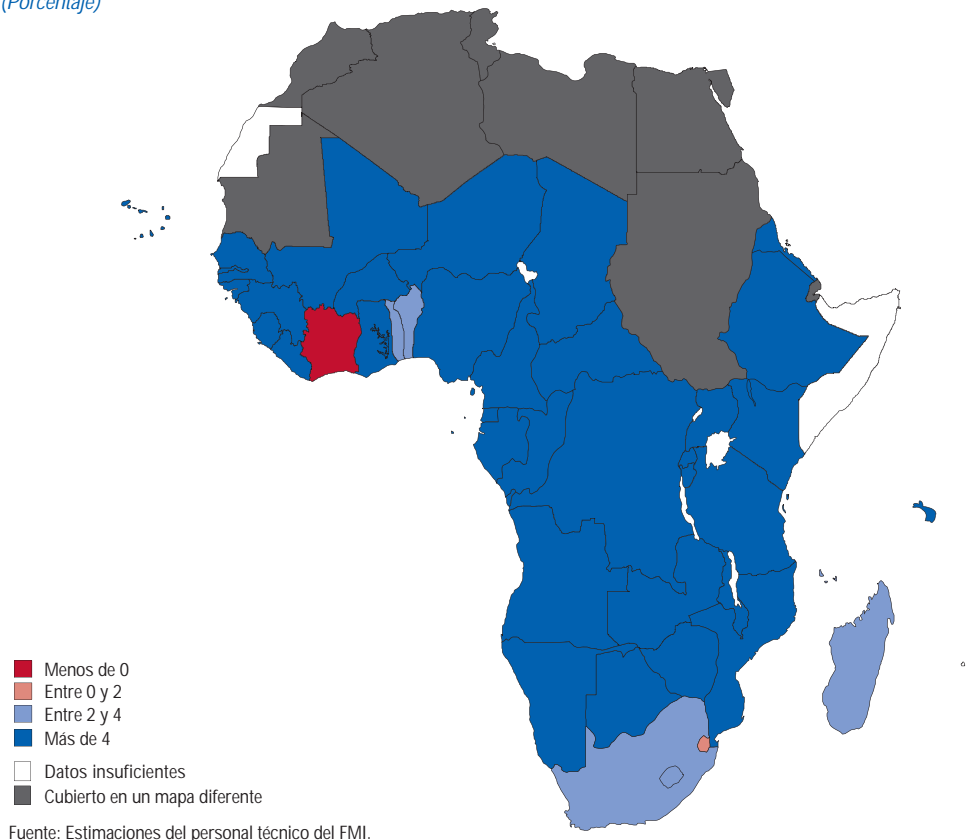 (Porcentaje)
Menos de 0
Entre 0 y 2
Entre 2 y 4
Más de 4
Datos insuficientes
Cubierto en un mapa diferente
Fuente: Estimaciones del personal técnico del FMI.